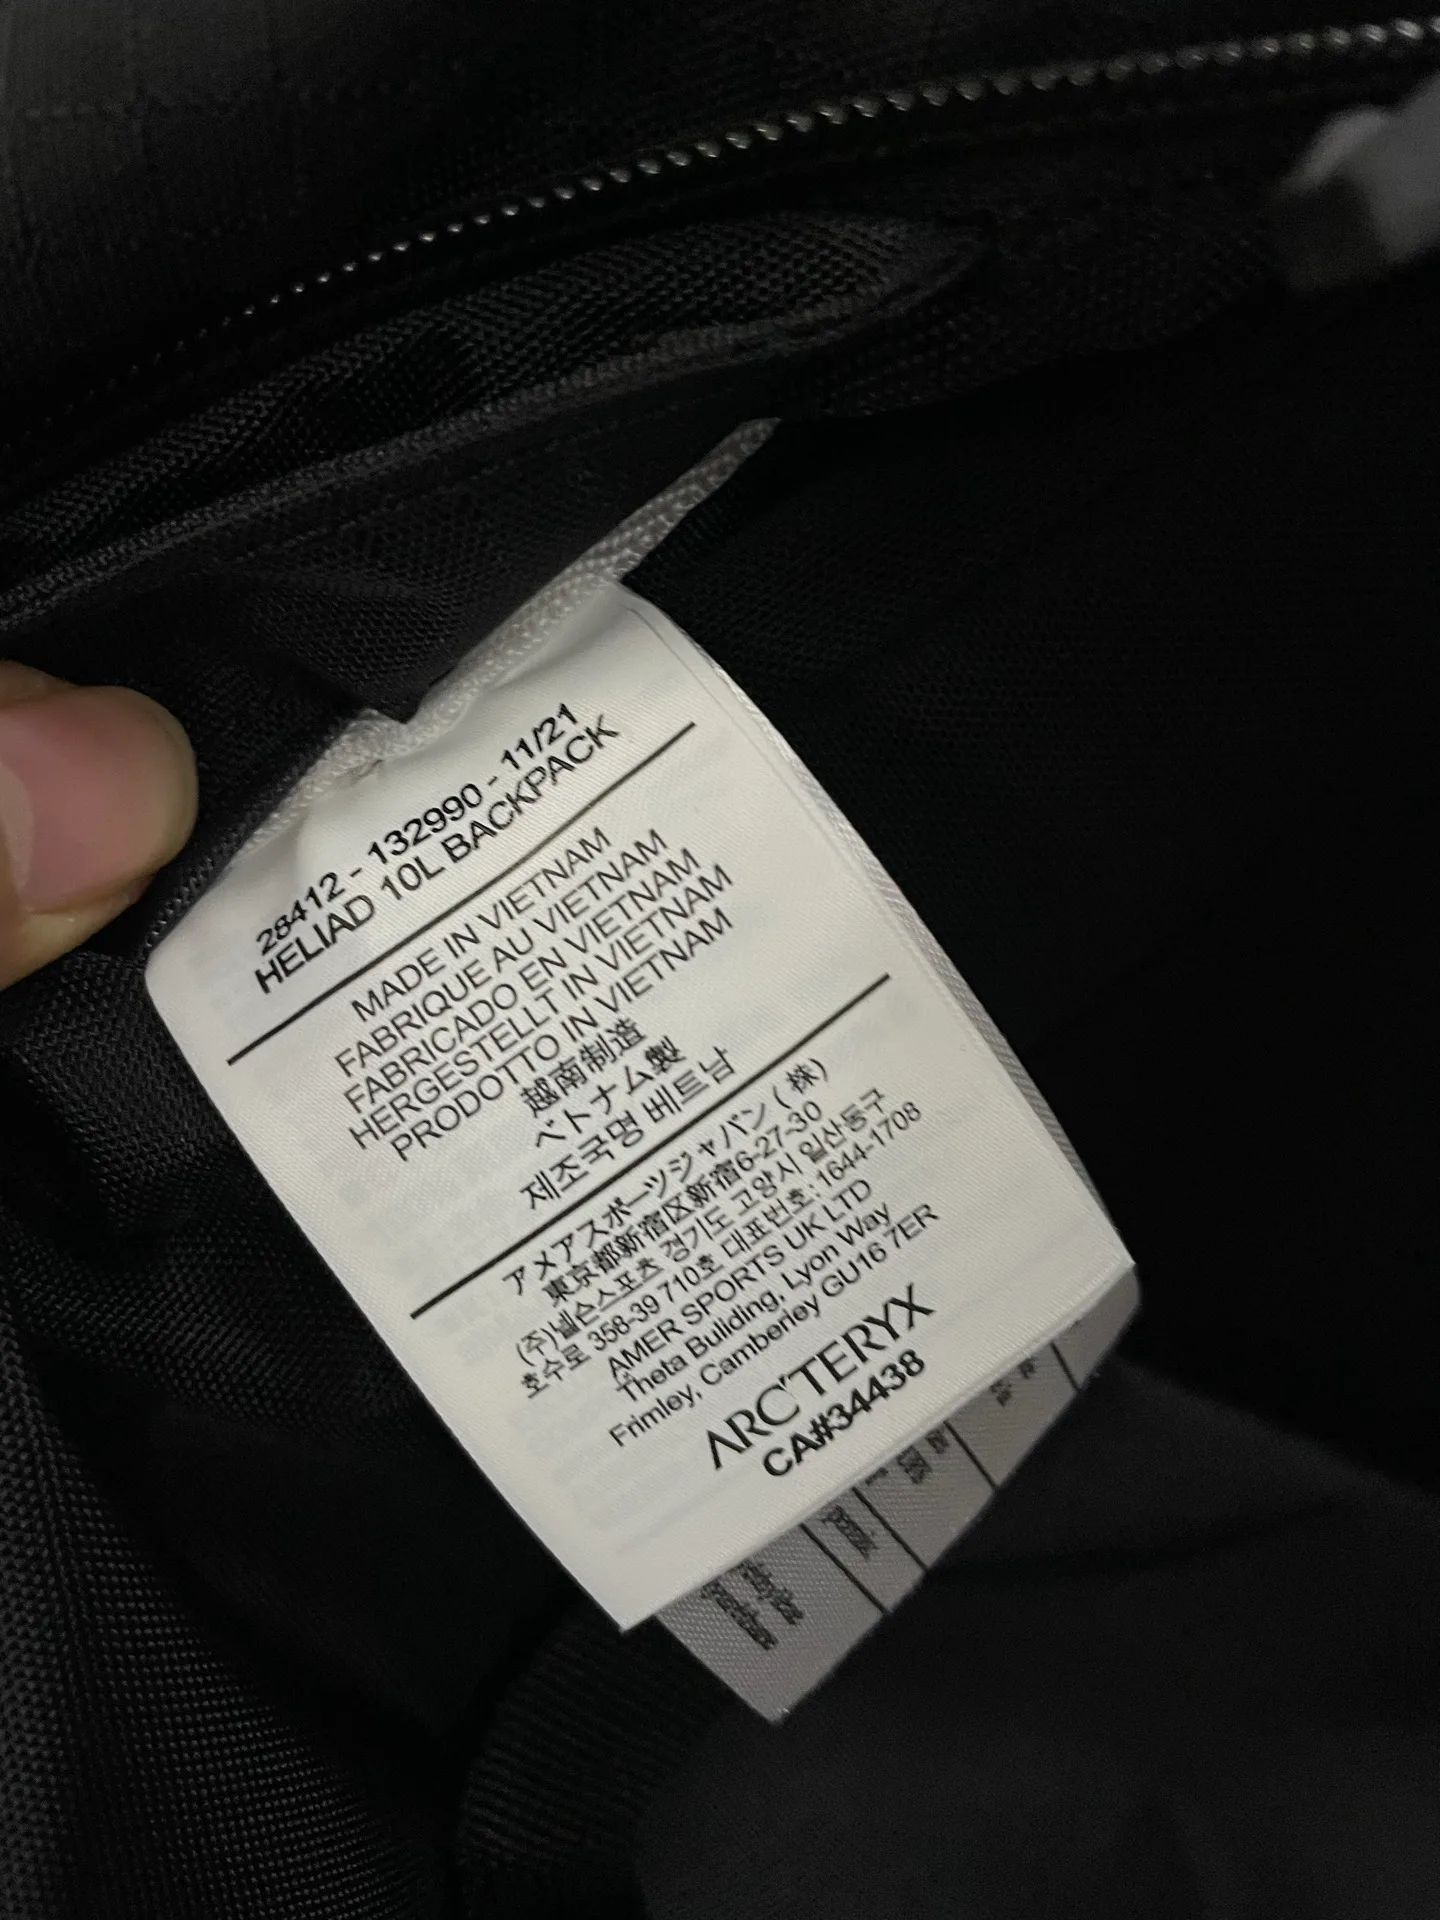 28412 - 132990 - 11/21
HELIAD 10L BACKPACK
MADE IN VIETNAM
FABRIQUE AU VIETNAM
FABRICADO EN VIETNAM
HERGESTELLT IN VIETNAM
PRODOTTO IN VIETNAM
越南制造
ベトナム製
제조국명 베트남
アメアスポーツジャパン(株)
東京都新宿区新宿6-27-30
(주)넬슨스포츠 경기도 고양시 일산동구
호수로 358-39 710호 대표번호: 1644-1708
AMER SPORTS UK LTD
Theta Buliding, Lyon Way
Frimley, Camberley GU16 7ER
ARC'TERYX
CA#34438